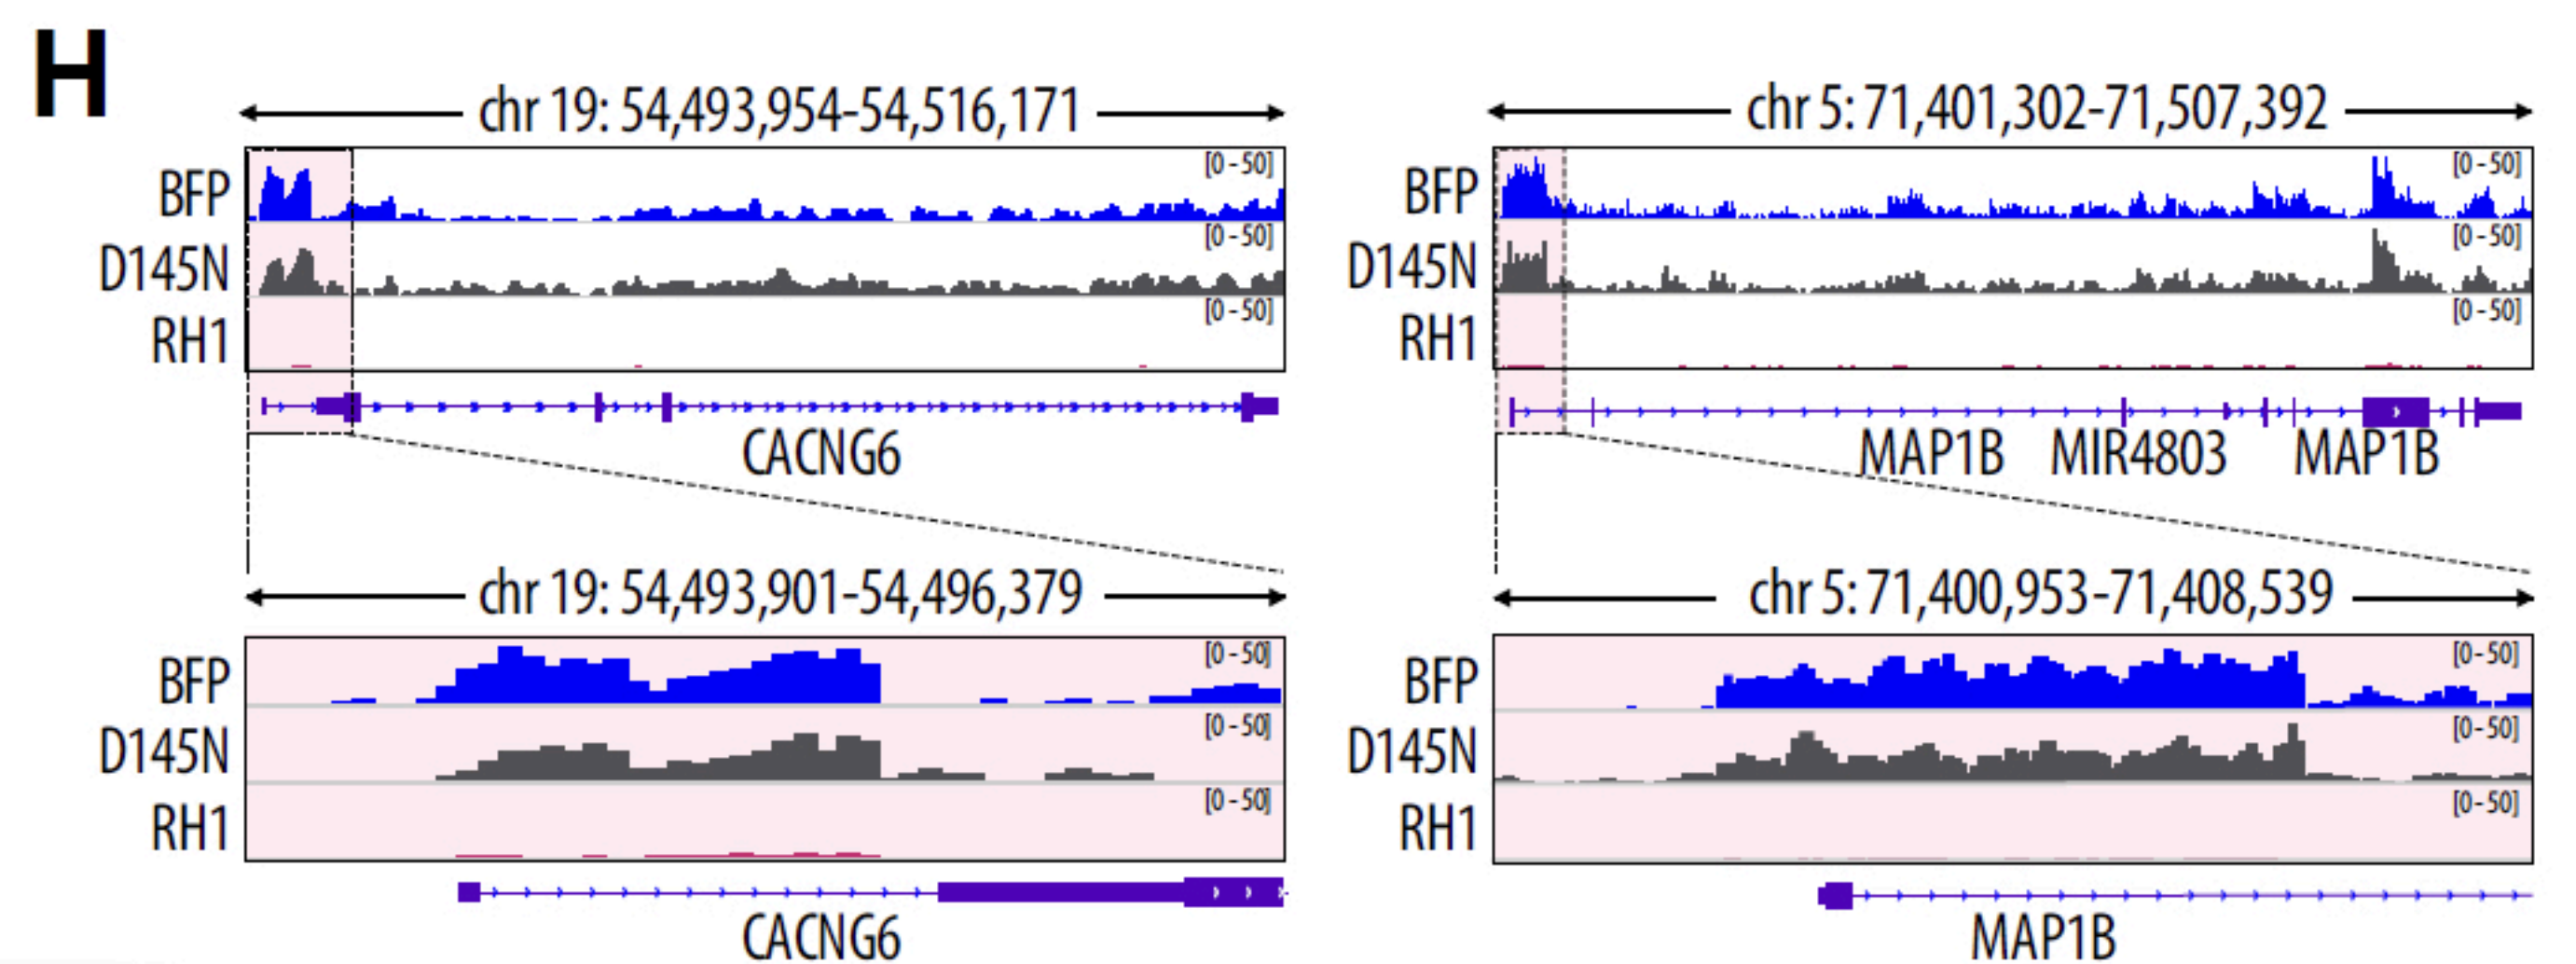 H
chr 19: 54,493,954-54,516,171
BFP [0 - 50]
D145N [0 - 50]
RH1 [0 - 50]
CACNG6
chr 19: 54,493,901-54,496,379
BFP [0 - 50]
D145N [0 - 50]
RH1 [0 - 50]
CACNG6
chr 5: 71,401,302-71,507,392
BFP [0 - 50]
D145N [0 - 50]
RH1 [0 - 50]
MAP1B MIR4803 MAP1B
chr 5: 71,400,953-71,408,539
BFP [0 - 50]
D145N [0 - 50]
RH1 [0 - 50]
MAP1B